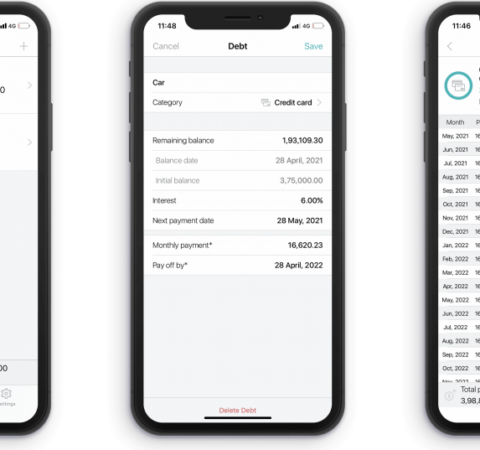 4G
0
00
ettings
11:48 4G
Cancel Debt Save
Car
Category Credit card
Remaining balance 1,93,109.30
Balance date 28 April, 2021
Initial balance 3,75,000.00
Interest 6.00%
Next payment date 28 May, 2021
Monthly payment* 16,620.23
Pay off by* 28 April, 2022
Delete Debt
11:46
Month P
May, 2021 16
Jun, 2021 16
Jul, 2021 16
Aug, 2021 16
Sep, 2021 16
Oct, 2021 16
Nov, 2021 16
Dec, 2021 16
Jan, 2022 16
Feb, 2022 16
Mar, 2022 16
Apr, 2022 16
May, 2022 16
Jun, 2022 16
Jul, 2022 16
Aug, 2022 16
Sep, 2022 16
Oct, 2022 16
Nov, 2022 16
Total p
3,98,8